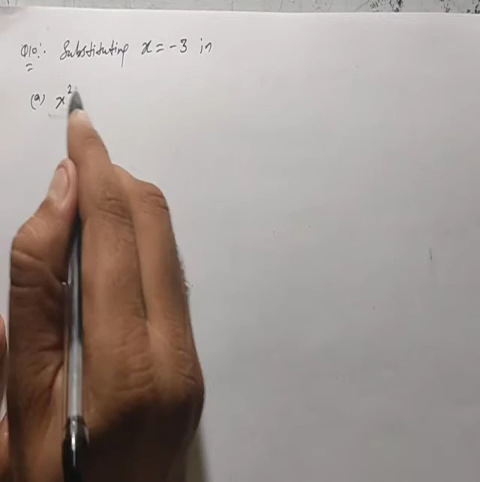 Q10:- Substituting x = -3 in
(a) x²